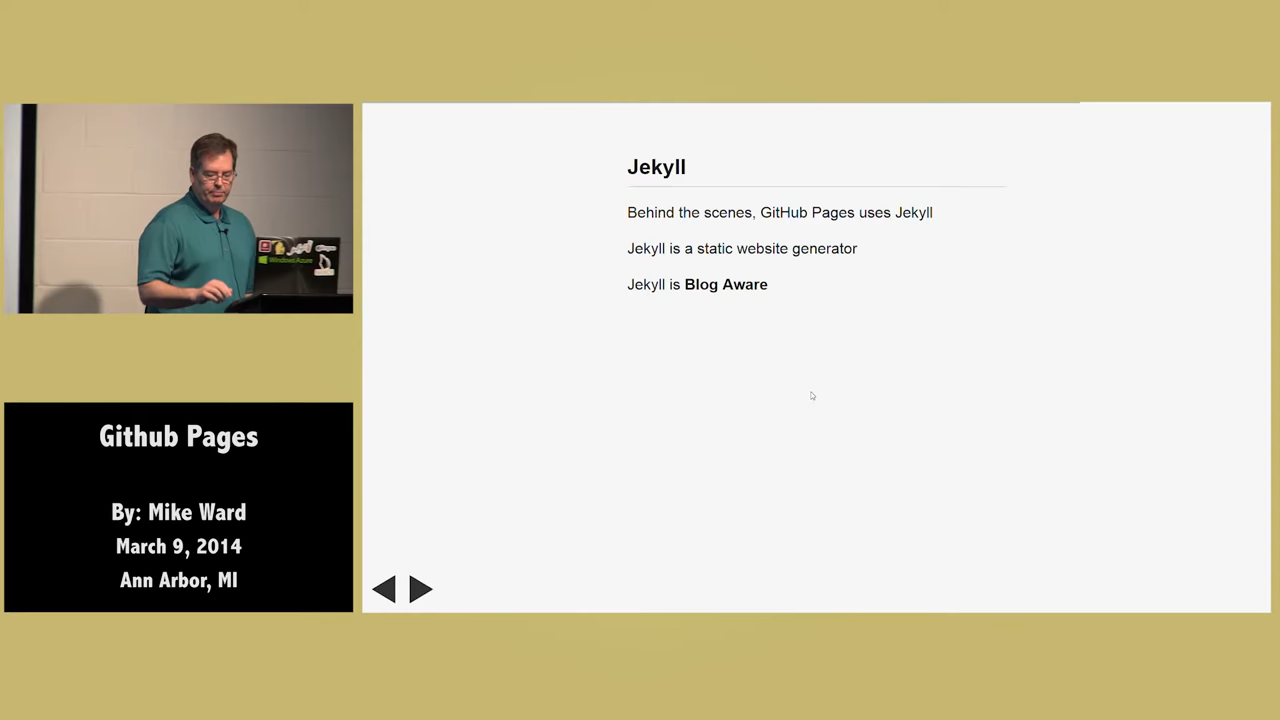 Jekyll
Behind the scenes, GitHub Pages uses Jekyll
Jekyll is a static website generator
Jekyll is Blog Aware
WindowsAzure
Github Pages
By: Mike Ward
March 9, 2014
Ann Arbor, MI